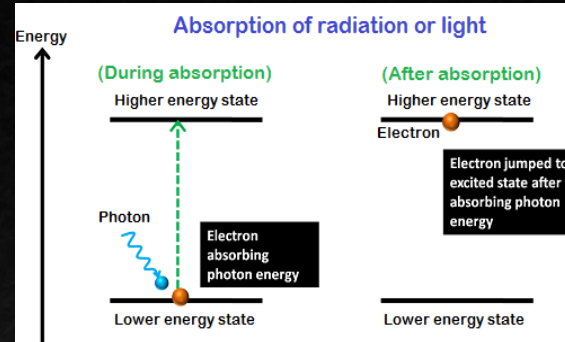 Absorption of radiation or light
Energy
(During absorption)
Higher energy state
Photon
Electron
absorbing
photon energy
Lower energy state
(After absorption)
Higher energy state
Electron
Electron jumped to
excited state after
absorbing photon
energy
Lower energy state